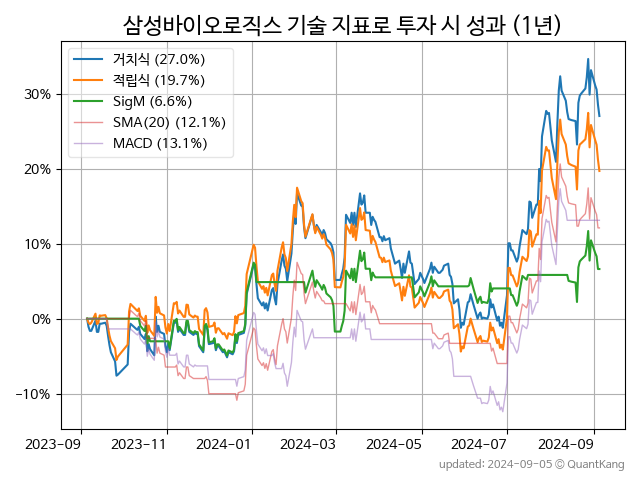 삼성바이오로직스 기술 지표로 투자 시 성과 (1년)
거치식 (27.0%)
적립식 (19.7%)
SigM (6.6%)
SMA(20) (12.1%)
MACD (13.1%)
30%
20%
10%
0%
−10%
2023-09 2023-11 2024-01 2024-03 2024-05 2024-07 2024-09
updated: 2024-09-05 © QuantKang